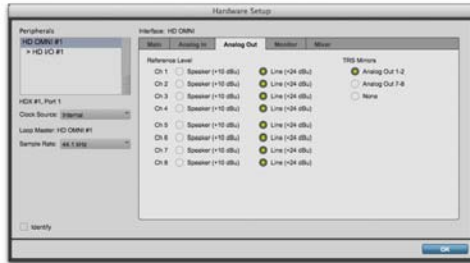 Hardware Setup
Peripherals
HD OMNI #1
> HD I/O #1
HDX #1, Port 1
Clock Source: Internal
Loop Master: HD OMNI #1
Sample Rate: 44.1 kHz
Identify
Interface: HD OMNI
Main Analog In Analog Out Monitor Mixer
Reference Level
Ch 1 Speaker (+10 dBu) Line (+24 dBu)
Ch 2 Speaker (+10 dBu) Line (+24 dBu)
Ch 3 Speaker (+10 dBu) Line (+24 dBu)
Ch 4 Speaker (+10 dBu) Line (+24 dBu)
Ch 5 Speaker (+10 dBu) Line (+24 dBu)
Ch 6 Speaker (+10 dBu) Line (+24 dBu)
Ch 7 Speaker (+10 dBu) Line (+24 dBu)
Ch 8 Speaker (+10 dBu) Line (+24 dBu)
TRS Mirrors
Analog Out 1-2
Analog Out 7-8
None
OK